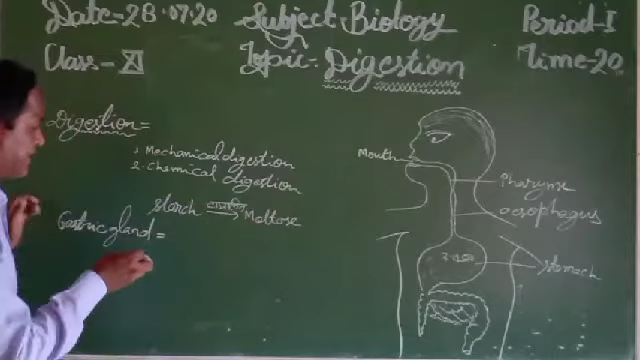 Date=28.07.20 Subject-Biology Period-I
Class.-XI Topic:-Digestion Time-20
Digestion=
1 Mechanical digestion
2. Chemical digestion
Starch → Maltose
Gastric gland =
Mouth
Pharynx
oesophagus
Stomach